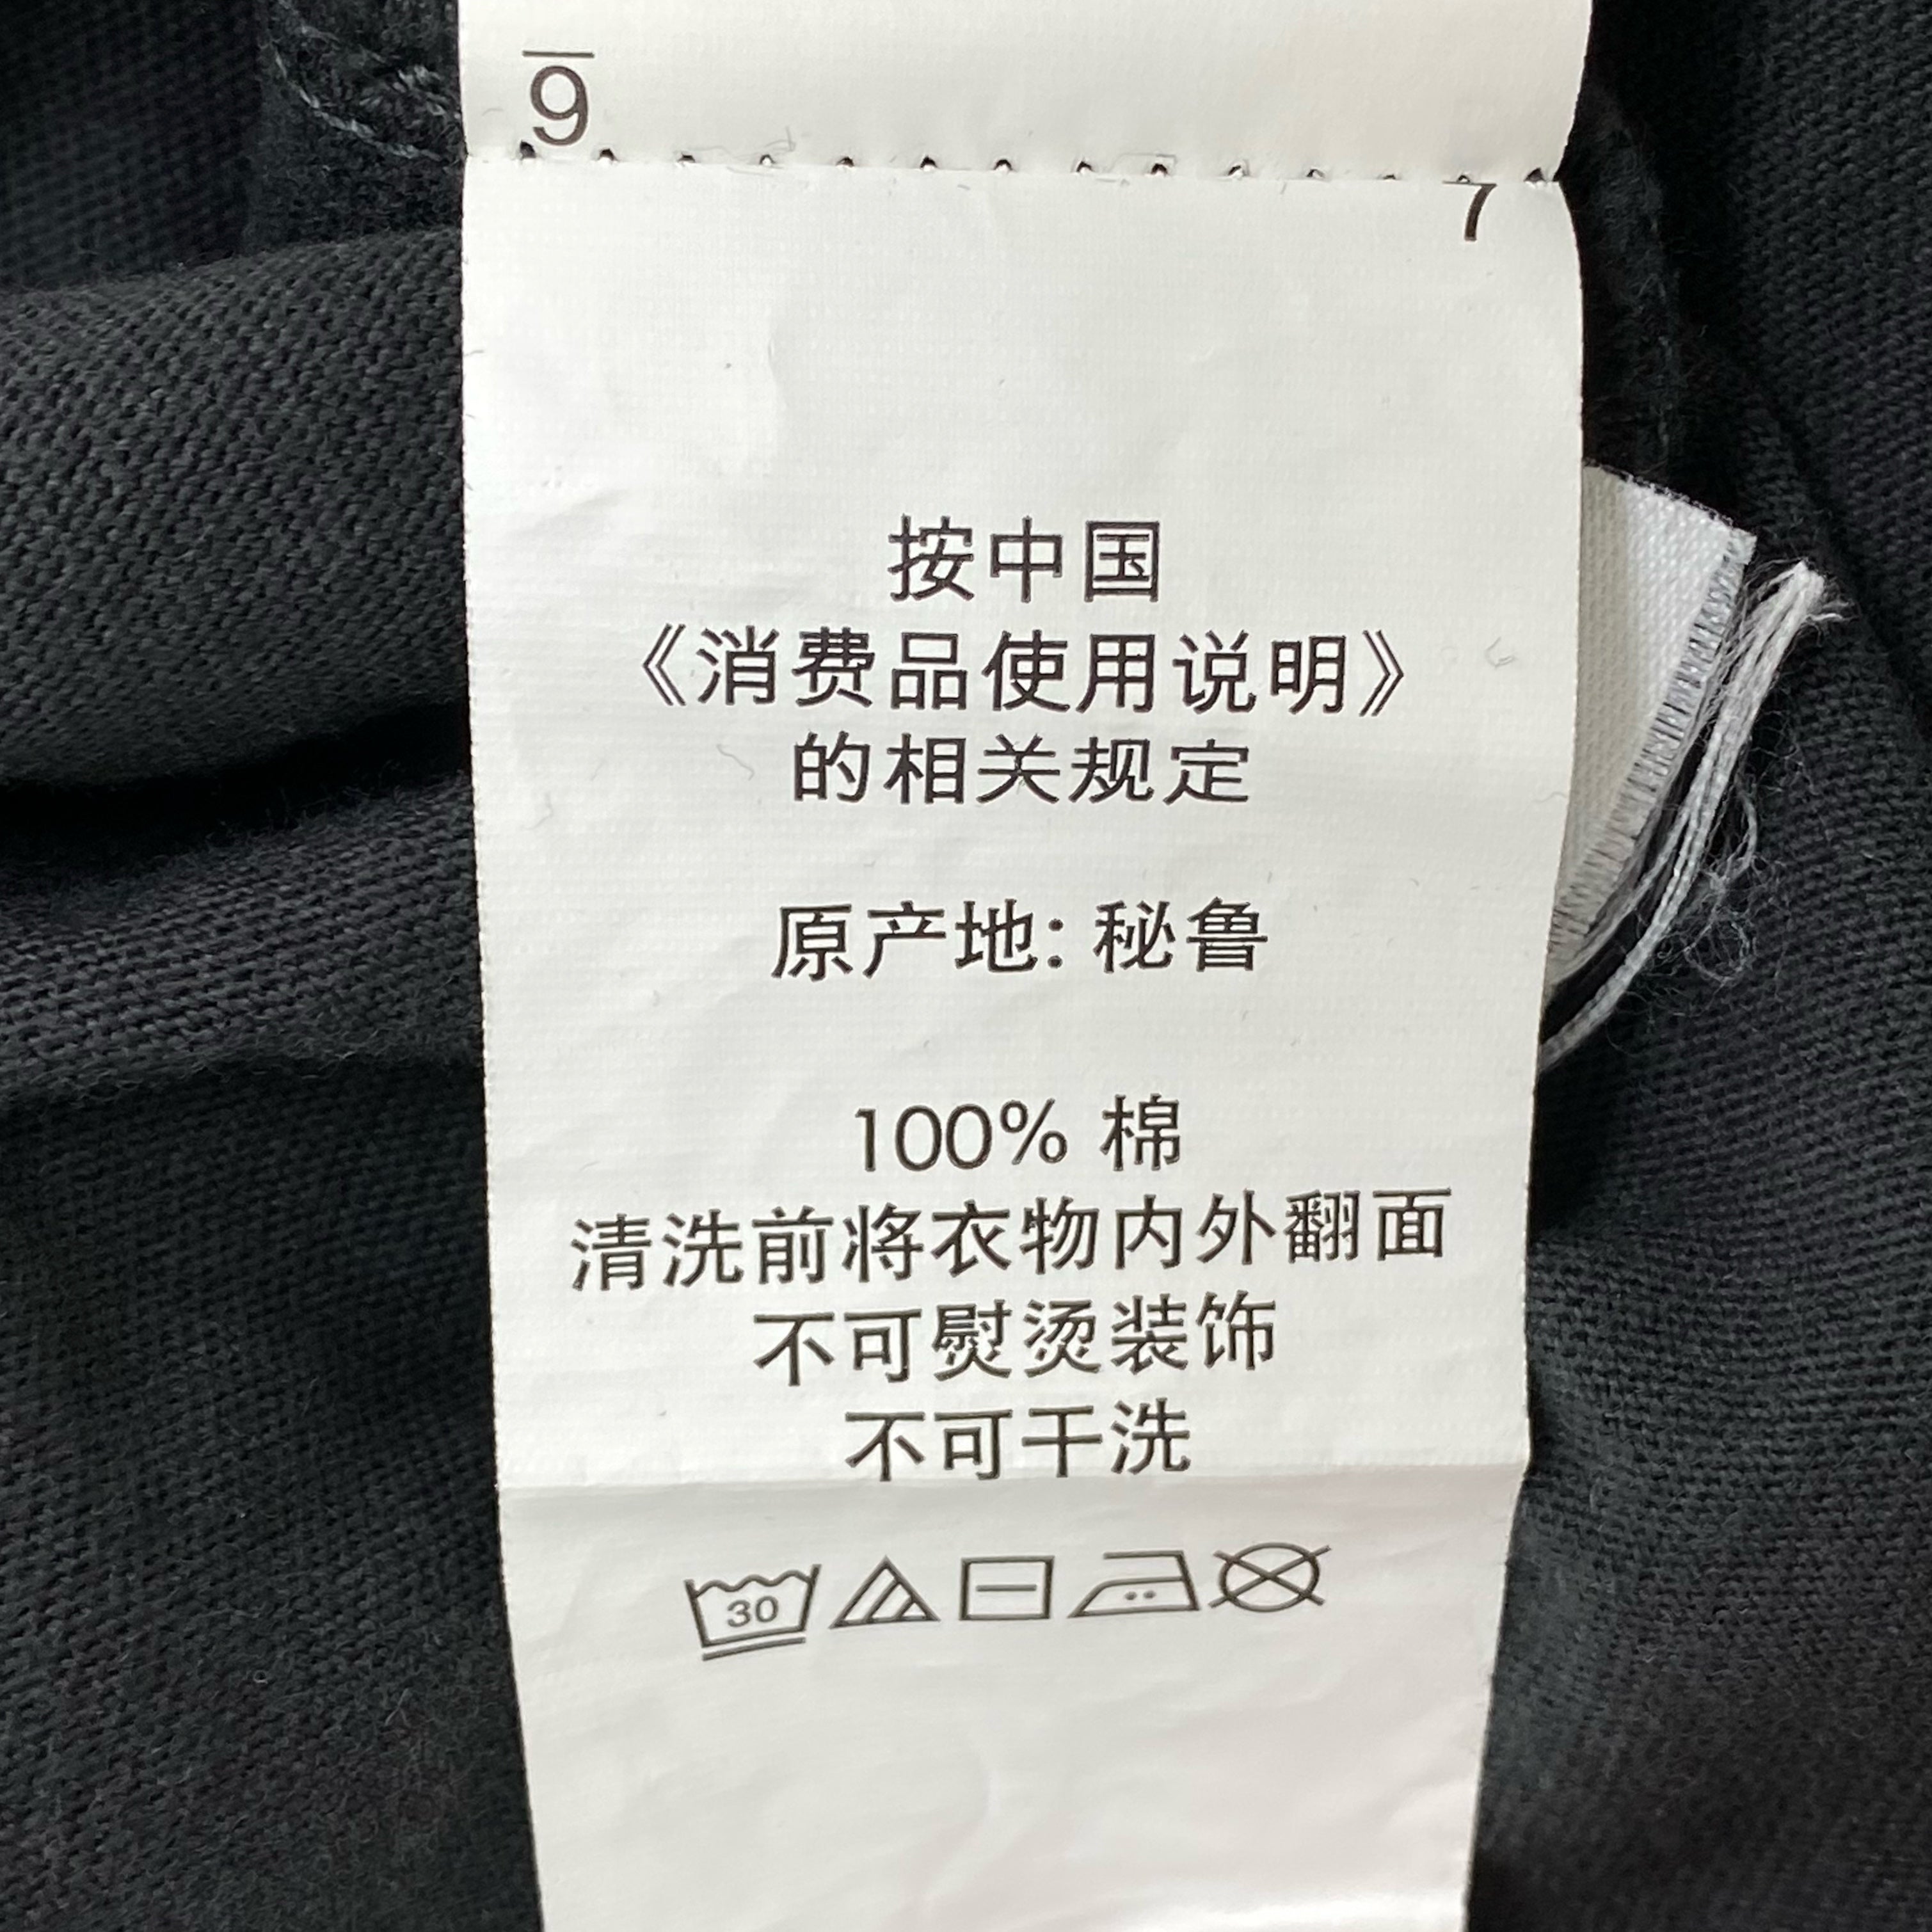 9
7
按中国
《消费品使用说明》
的相关规定
原产地: 秘鲁
100% 棉
清洗前将衣物内外翻面
不可熨烫装饰
不可干洗
30